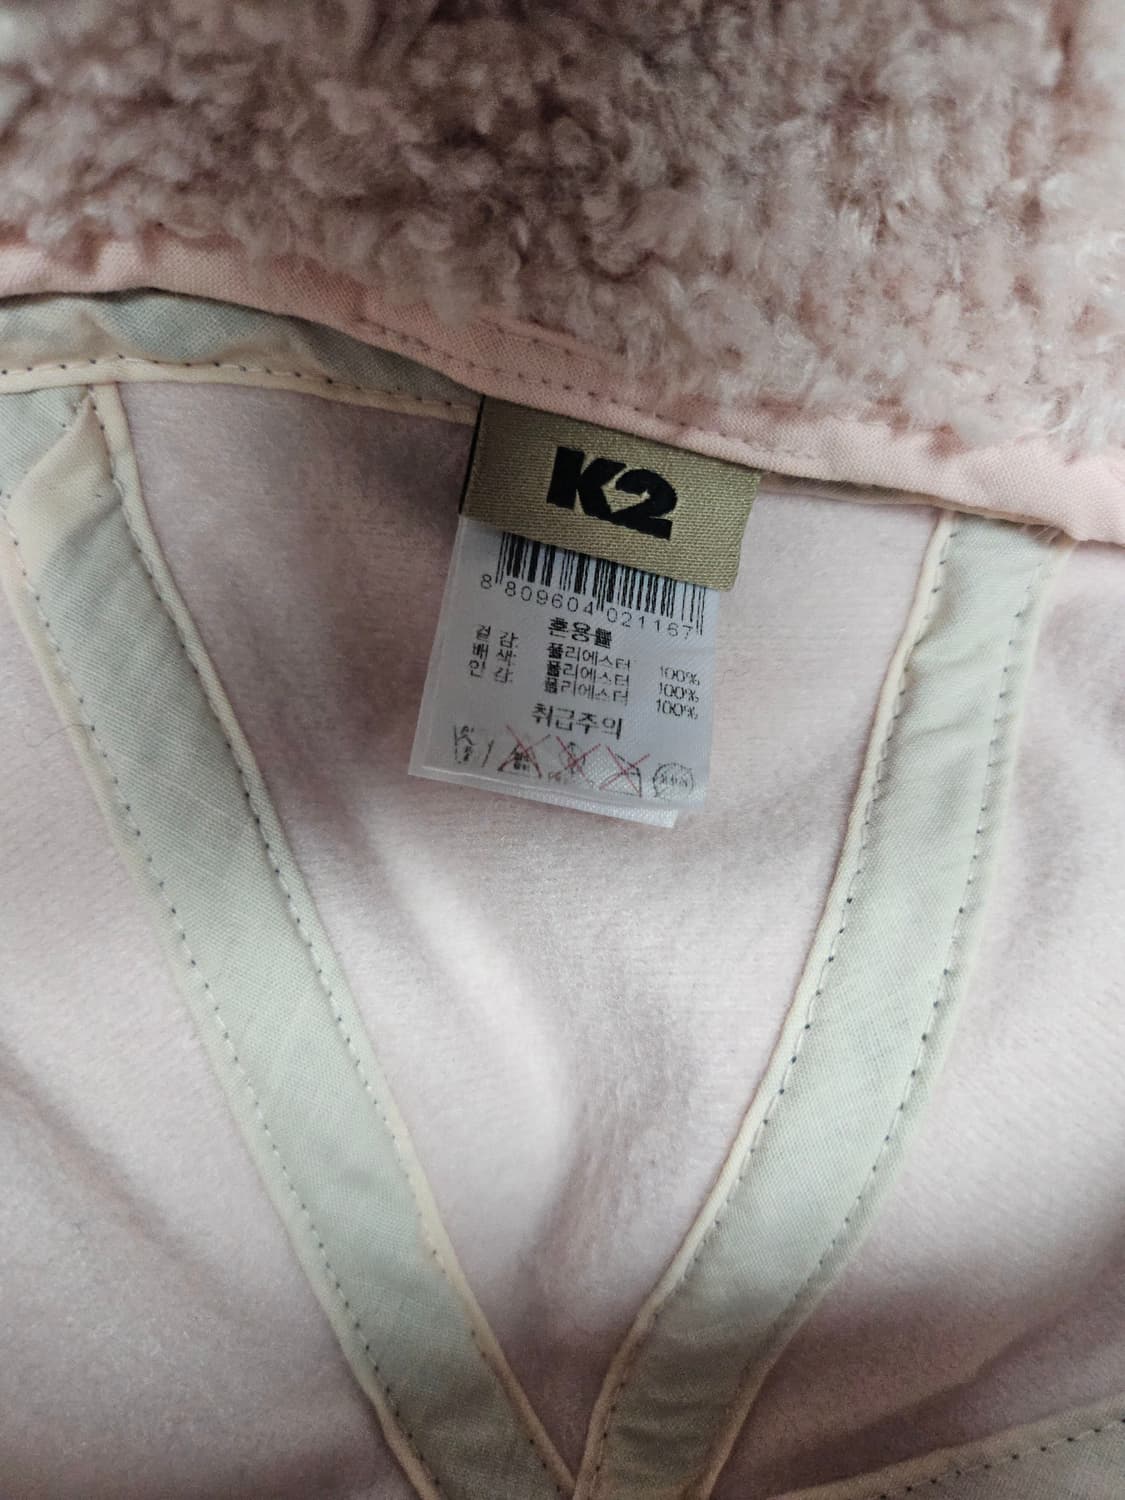 K2
8 809604 021167
혼용률
겉 감: 폴리에스터 100%
배 색: 폴리에스터 100%
안 감: 폴리에스터 100%
취급주의